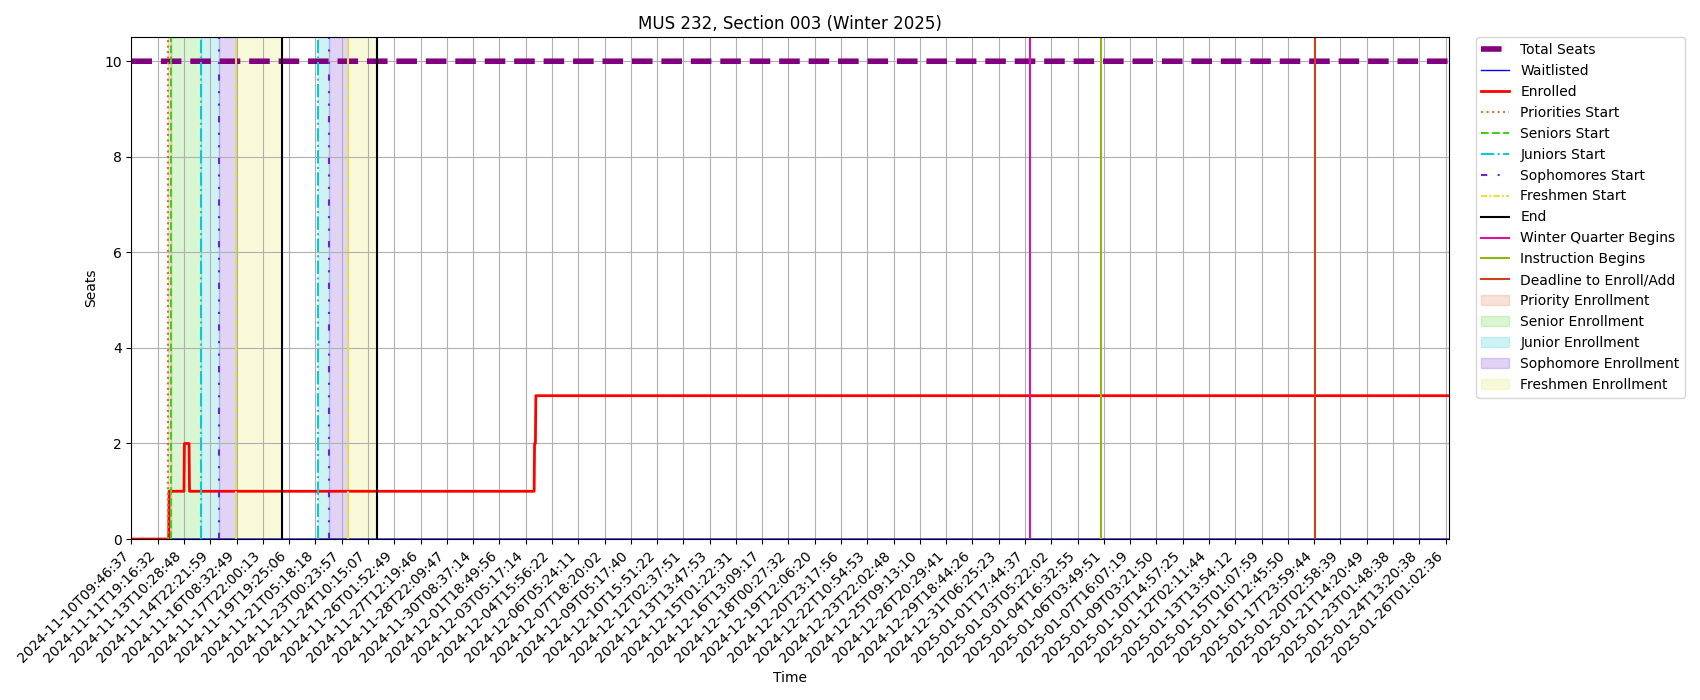 MUS 232, Section 003 (Winter 2025)
Seats
10
8
6
4
2
0
2024-11-10T09:46:37
2024-11-11T19:16:32
2024-11-13T10:28:48
2024-11-14T22:21:59
2024-11-16T08:32:49
2024-11-17T22:00:13
2024-11-19T19:25:06
2024-11-21T05:18:18
2024-11-23T00:23:57
2024-11-24T10:15:07
2024-11-26T01:52:49
2024-11-27T12:19:46
2024-11-28T22:09:47
2024-11-30T08:37:14
2024-12-01T18:49:56
2024-12-03T05:17:14
2024-12-04T15:56:22
2024-12-06T05:24:11
2024-12-07T18:20:02
2024-12-09T05:17:40
2024-12-10T15:51:22
2024-12-12T02:37:51
2024-12-13T13:47:53
2024-12-15T01:22:31
2024-12-16T13:09:17
2024-12-18T00:27:32
2024-12-19T12:06:20
2024-12-20T23:17:56
2024-12-22T10:54:53
2024-12-23T22:02:48
2024-12-25T09:13:10
2024-12-26T20:29:41
2024-12-29T18:44:26
2024-12-31T06:25:23
2025-01-01T17:44:37
2025-01-03T05:22:02
2025-01-04T16:32:55
2025-01-06T03:49:51
2025-01-07T16:07:19
2025-01-09T03:21:50
2025-01-10T14:57:25
2025-01-12T02:11:44
2025-01-13T13:54:12
2025-01-15T01:07:59
2025-01-16T12:45:50
2025-01-17T23:59:44
2025-01-20T02:58:39
2025-01-21T14:20:49
2025-01-23T01:48:38
2025-01-24T13:20:38
2025-01-26T01:02:36
Time
Total Seats
Waitlisted
Enrolled
Priorities Start
Seniors Start
Juniors Start
Sophomores Start
Freshmen Start
End
Winter Quarter Begins
Instruction Begins
Deadline to Enroll/Add
Priority Enrollment
Senior Enrollment
Junior Enrollment
Sophomore Enrollment
Freshmen Enrollment